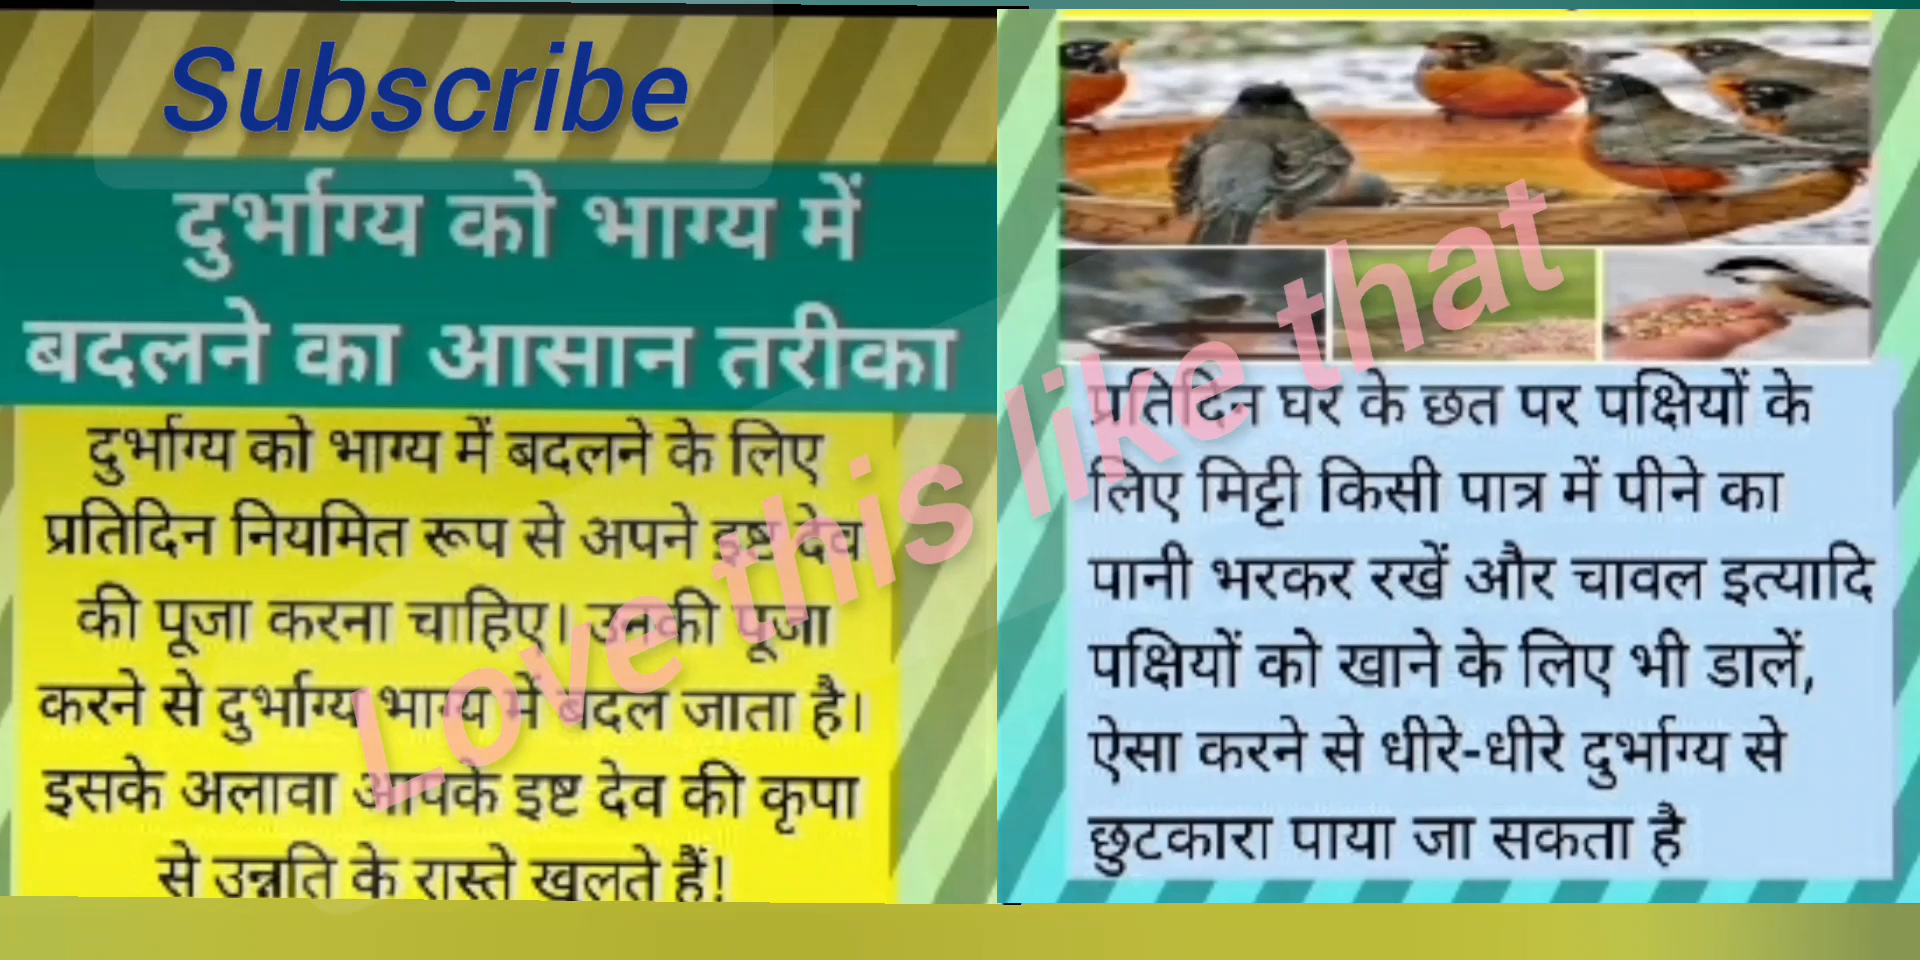 Subscribe
दुर्भाग्य को भाग्य में
बदलने का आसान तरीका
दुर्भाग्य को भाग्य में बदलने के लिए
प्रतिदिन नियमित रूप से अपने इष्ट देव
की पूजा करना चाहिए। उनकी पूजा
करने से दुर्भाग्य भाग्य में बदल जाता है।
इसके अलावा आपके इष्ट देव की कृपा
से उन्नति के रास्ते खुलते हैं!
प्रतिदिन घर के छत पर पक्षियों के
लिए मिट्टी किसी पात्र में पीने का
पानी भरकर रखें और चावल इत्यादि
पक्षियों को खाने के लिए भी डालें,
ऐसा करने से धीरे-धीरे दुर्भाग्य से
छुटकारा पाया जा सकता है
Love this like that